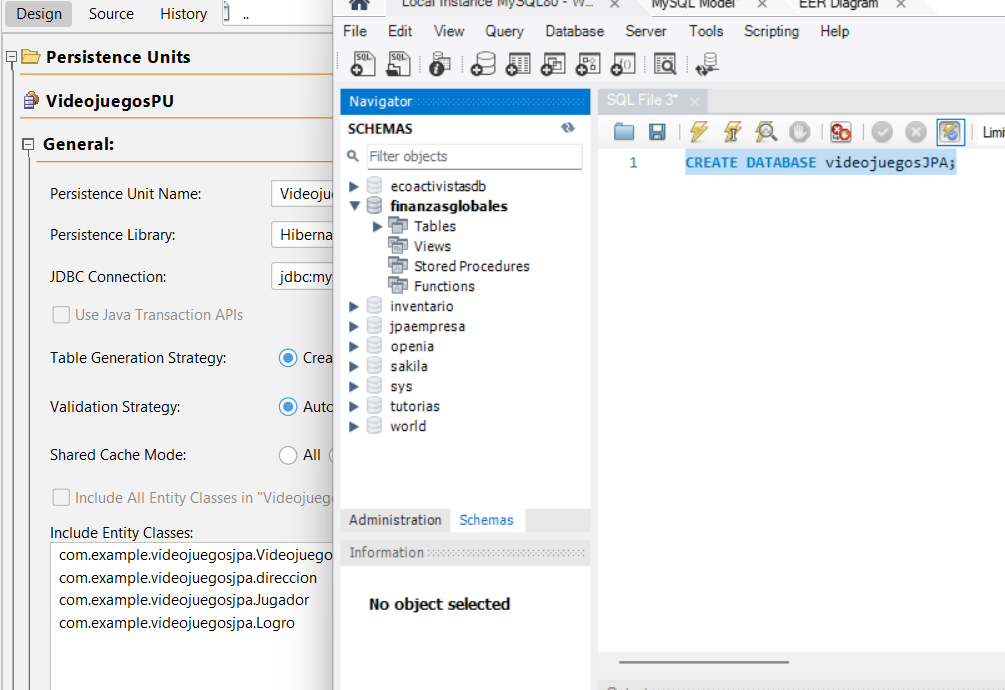 Design Source History ..
Persistence Units
VideojuegosPU
General:
Persistence Unit Name: Videoju
Persistence Library: Hiberna
JDBC Connection: jdbc:my
Use Java Transaction APIs
Table Generation Strategy: Crea
Validation Strategy: Auto
Shared Cache Mode: All
Include All Entity Classes in "Videojueg
Include Entity Classes:
com.example.videojuegosjpa.Videojuego
com.example.videojuegosjpa.direccion
com.example.videojuegosjpa.Jugador
com.example.videojuegosjpa.Logro
Local Instance MySQL80 - W... × MySQL Model × EER Diagram ×
File Edit View Query Database Server Tools Scripting Help
SQL SQL
Navigator
SCHEMAS
Filter objects
ecoactivistasdb
finanzasglobales
Tables
Views
Stored Procedures
Functions
inventario
jpaempresa
openia
sakila
sys
tutorias
world
Administration Schemas
Information
No object selected
SQL File 3* ×
Limi
1 CREATE DATABASE videojuegosJPA;